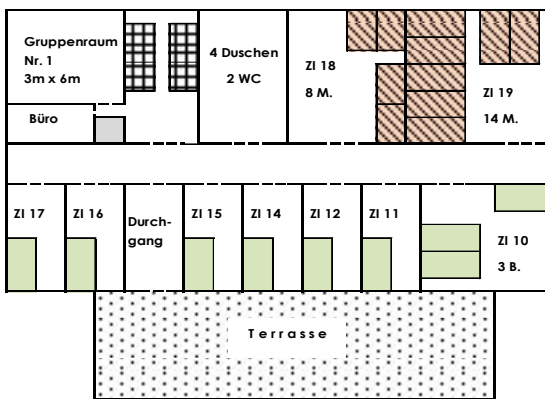 Gruppenraum
Nr. 1
3m x 6m
4 Duschen
2 WC
ZI 18
8 M.
ZI 19
14 M.
Büro
ZI 17
ZI 16
Durch-
gang
ZI 15
ZI 14
ZI 12
ZI 11
ZI 10
3 B.
Terrasse